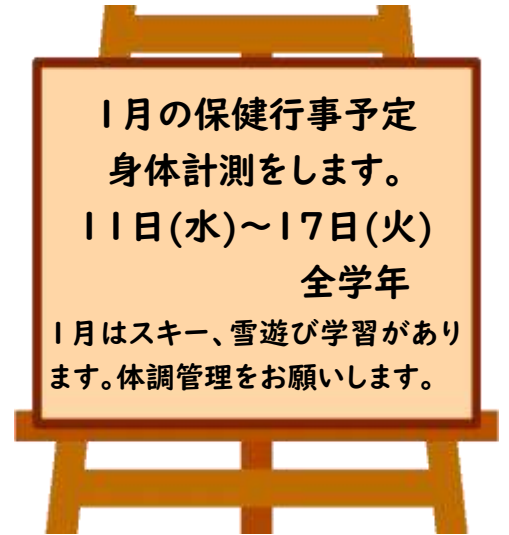 1月の保健行事予定
身体計測をします。
11日(水)～17日(火)
全学年
1月はスキー、雪遊び学習があり
ます。体調管理をお願いします。